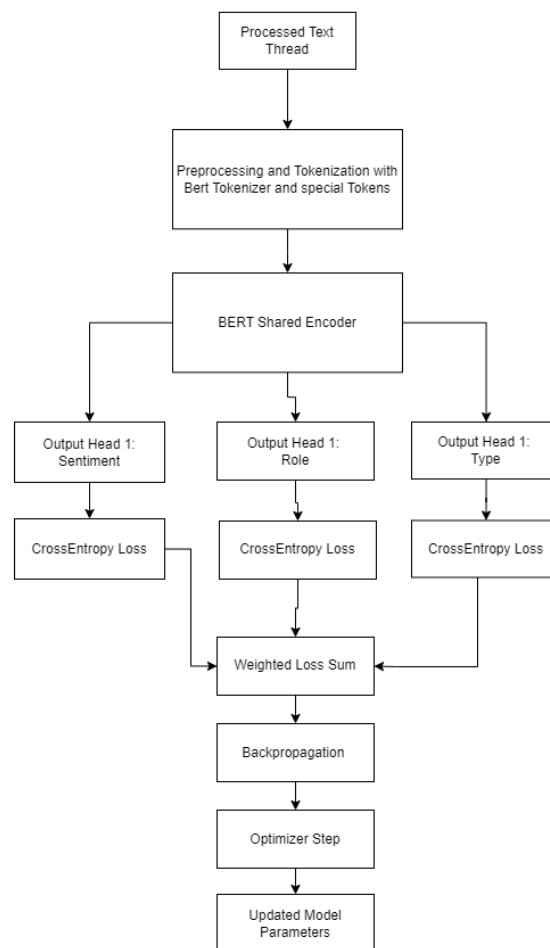 Processed Text
Thread
Preprocessing and Tokenization with
Bert Tokenizer and special Tokens
BERT Shared Encoder
Output Head 1:
Sentiment
Output Head 1:
Role
Output Head 1:
Type
CrossEntropy Loss
CrossEntropy Loss
CrossEntropy Loss
Weighted Loss Sum
Backpropagation
Optimizer Step
Updated Model
Parameters